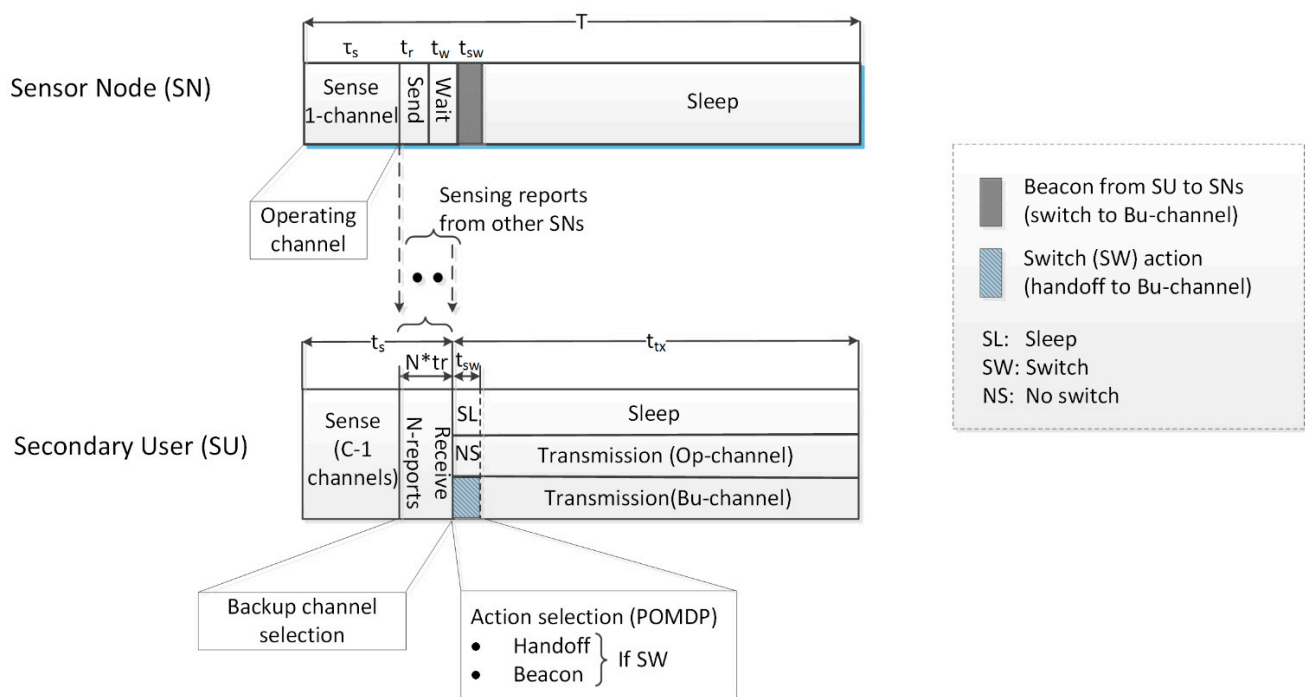 T
τs tr tw tsw
Sensor Node (SN)
Sense
1-channel
Send
Wait
Sleep
Operating
channel
Sensing reports
from other SNs
Beacon from SU to SNs
(switch to Bu-channel)
Switch (SW) action
(handoff to Bu-channel)
SL: Sleep
SW: Switch
NS: No switch
ts
ttx
N*tr
tsw
Secondary User (SU)
Sense
(C-1
channels)
Receive
N-reports
SL
Sleep
NS
Transmission (Op-channel)
Transmission(Bu-channel)
Backup channel
selection
Action selection (POMDP)
● Handoff
● Beacon
If SW